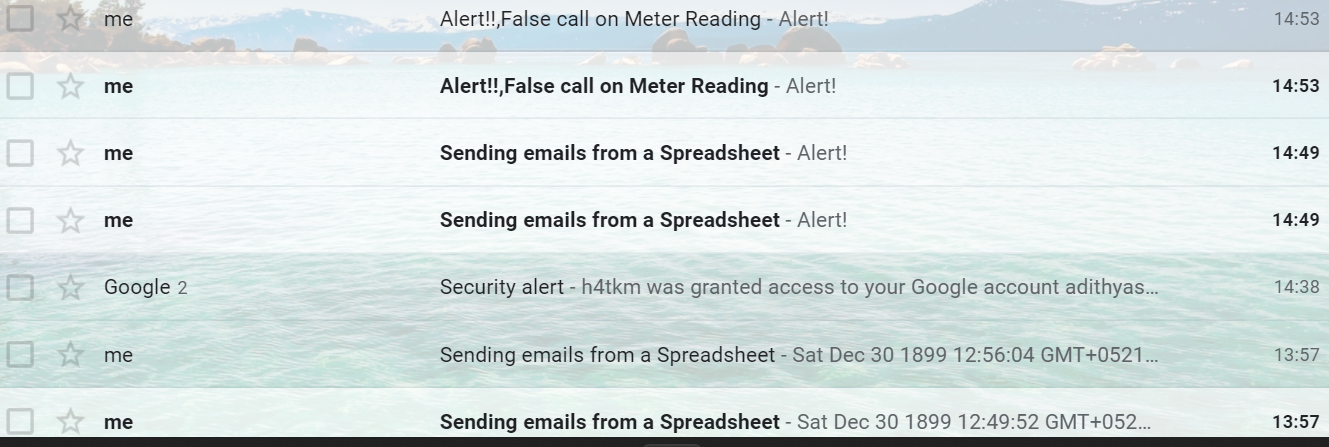 me Alert!!,False call on Meter Reading - Alert! 14:53
me Alert!!,False call on Meter Reading - Alert! 14:53
me Sending emails from a Spreadsheet - Alert! 14:49
me Sending emails from a Spreadsheet - Alert! 14:49
Google 2 Security alert - h4tkm was granted access to your Google account adithyas… 14:38
me Sending emails from a Spreadsheet - Sat Dec 30 1899 12:56:04 GMT+0521… 13:57
me Sending emails from a Spreadsheet - Sat Dec 30 1899 12:49:52 GMT+052… 13:57